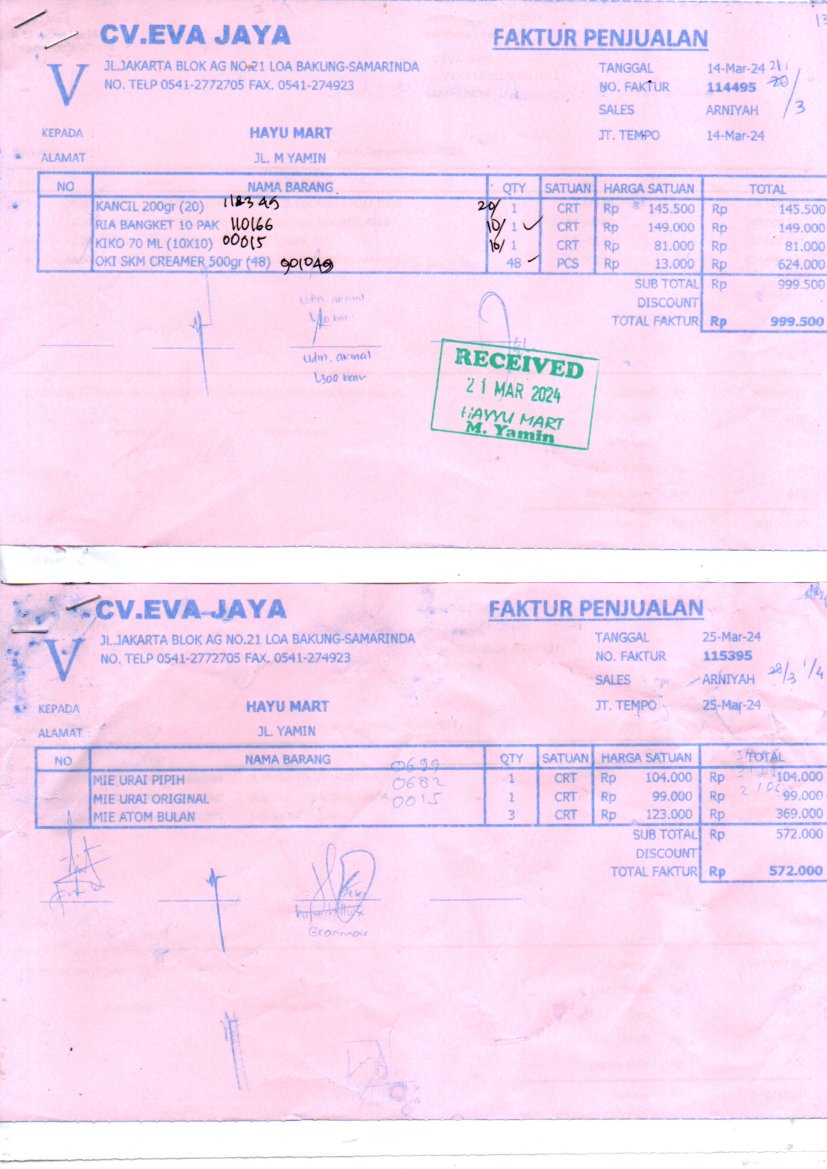 CV.EVA JAYA
FAKTUR PENJUALAN
V
JL.JAKARTA BLOK AG NO.21 LOA BAKUNG-SAMARINDA
NO. TELP 0541-2772705 FAX. 0541-274923
TANGGAL 14-Mar-24
NO. FAKTUR 114495
SALES ARNIYAH
JT. TEMPO 14-Mar-24
KEPADA : HAYU MART
ALAMAT : JL. M YAMIN
NO NAMA BARANG QTY SATUAN HARGA SATUAN TOTAL
KANCIL 200gr (20) 118349 20/ 1 CRT Rp 145.500 Rp 145.500
RIA BANGKET 10 PAK 110166 10/ 1 CRT Rp 149.000 Rp 149.000
KIKO 70 ML (10X10) 00015 10/ 1 CRT Rp 81.000 Rp 81.000
OKI SKM CREAMER 500gr (48) 901049 48 PCS Rp 13.000 Rp 624.000
SUB TOTAL Rp 999.500
DISCOUNT
TOTAL FAKTUR Rp 999.500
RECEIVED
21 MAR 2024
HAYYU MART
M. Yamin
CV.EVA JAYA
FAKTUR PENJUALAN
V
JL.JAKARTA BLOK AG NO.21 LOA BAKUNG-SAMARINDA
NO. TELP 0541-2772705 FAX. 0541-274923
TANGGAL 25-Mar-24
NO. FAKTUR 115395
SALES ARNIYAH 28/3 1/4
JT. TEMPO 25-Mar-24
KEPADA : HAYU MART
ALAMAT : JL. YAMIN
NO NAMA BARANG QTY SATUAN HARGA SATUAN TOTAL
MIE URAI PIPIH 0682 1 CRT Rp 104.000 Rp 104.000
MIE URAI ORIGINAL 0015 1 CRT Rp 99.000 Rp 99.000
MIE ATOM BULAN 3 CRT Rp 123.000 Rp 369.000
SUB TOTAL Rp 572.000
DISCOUNT
TOTAL FAKTUR Rp 572.000